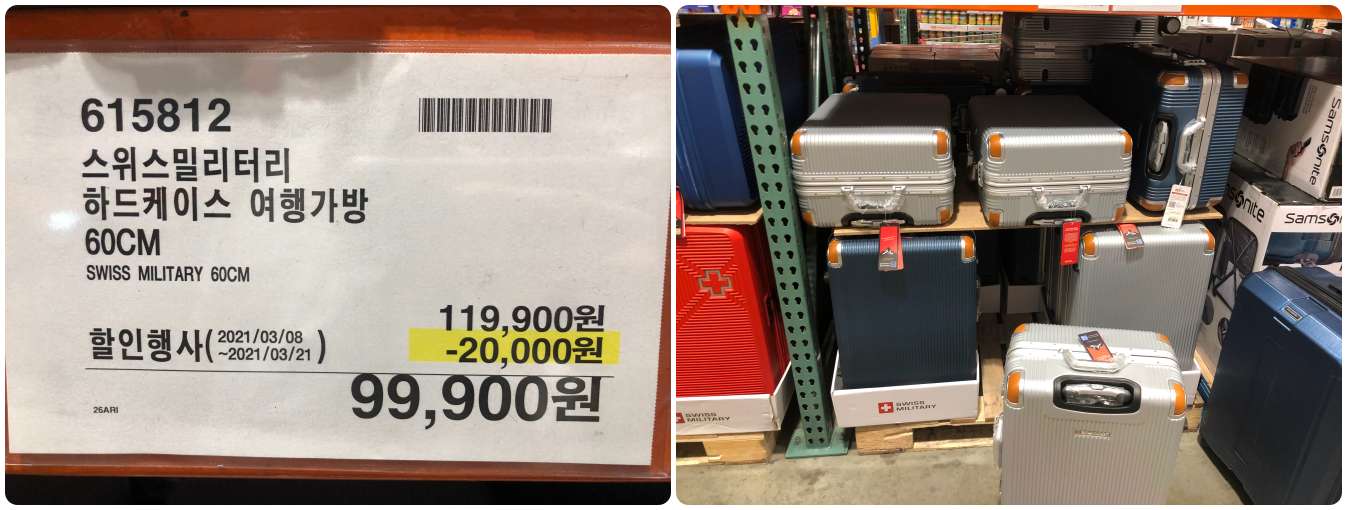 615812
스위스밀리터리
하드케이스 여행가방
60CM
SWISS MILITARY 60CM
119,900원
할인행사( 2021/03/08
~2021/03/21 )
-20,000원
99,900원
26ARI
Samsonite
Samsonite
Samsonite
SWISS
MILITARY
SWISS
MILITARY